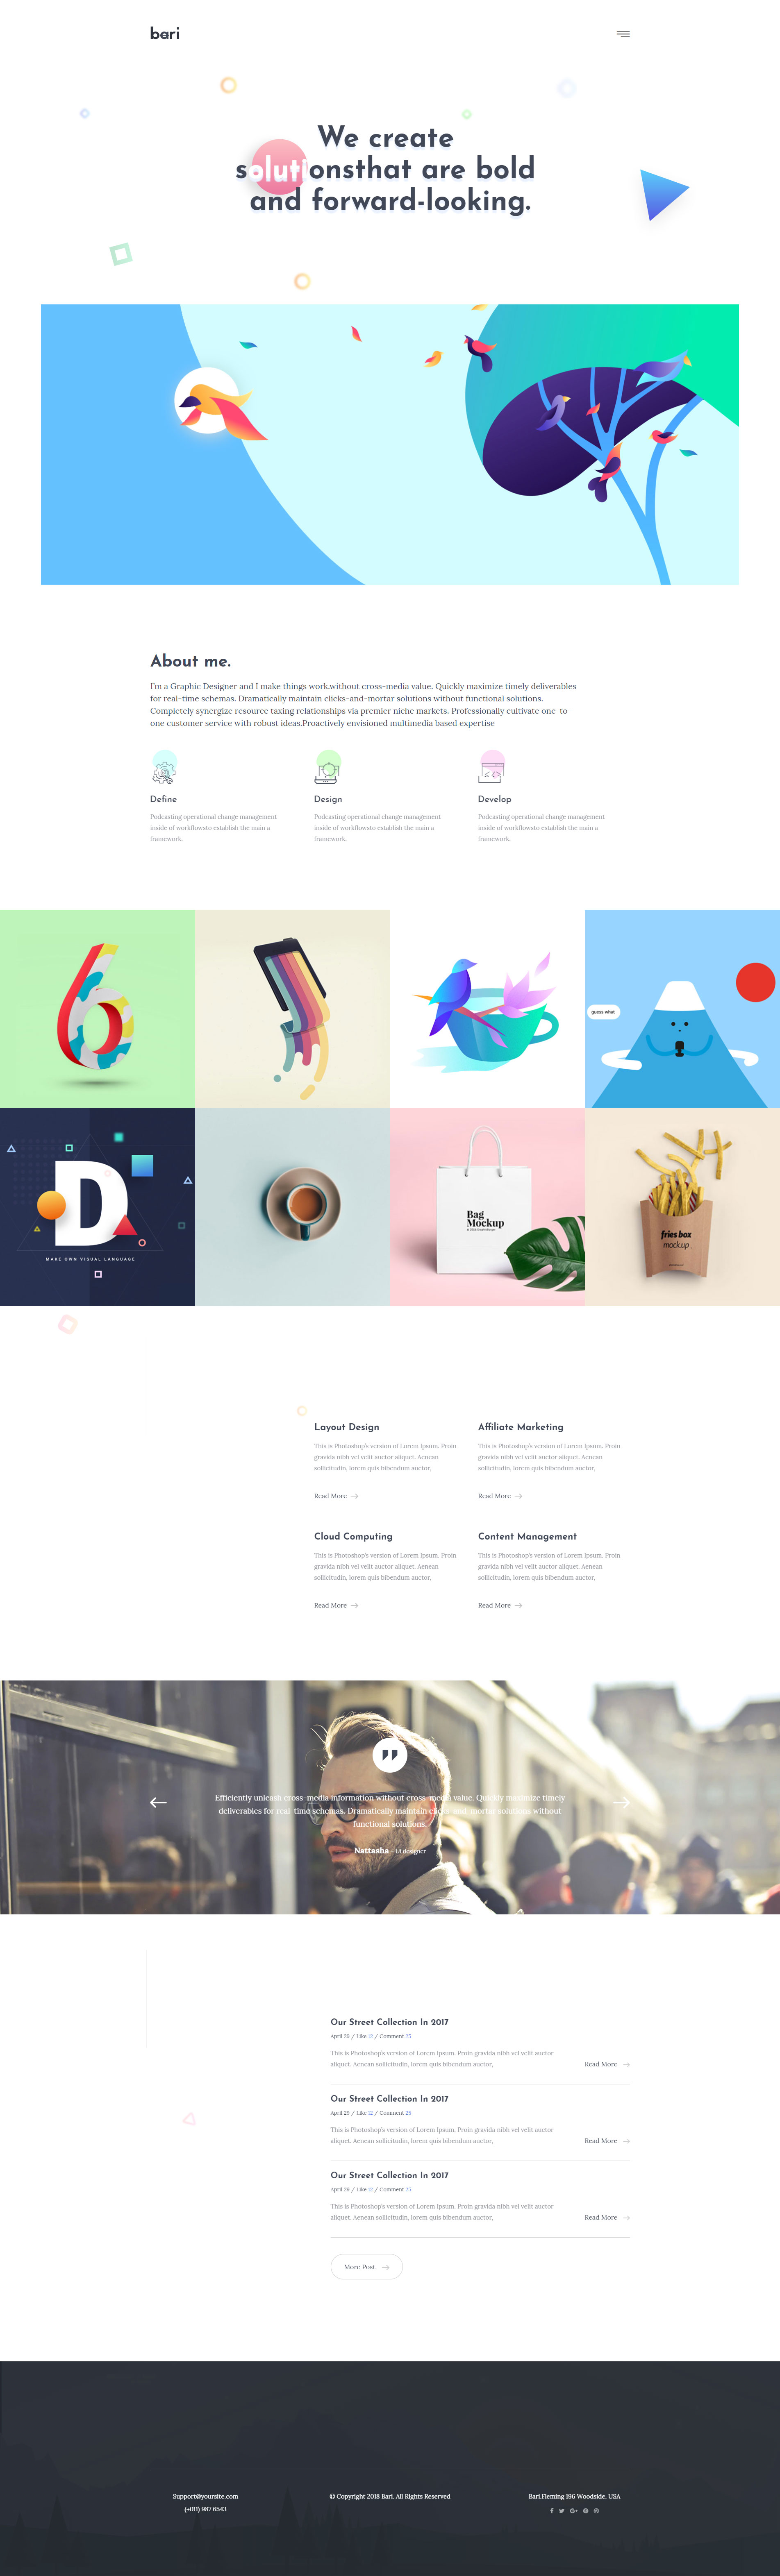 bari
We create
solutionsthat are bold
and forward-looking.
About me.
I'm a Graphic Designer and I make things work.without cross-media value. Quickly maximize timely deliverables
for real-time schemas. Dramatically maintain clicks-and-mortar solutions without functional solutions.
Completely synergize resource taxing relationships via premier niche markets. Professionally cultivate one-to-
one customer service with robust ideas.Proactively envisioned multimedia based expertise
Define
Podcasting operational change management
inside of workflowsto establish the main a
framework.
Design
Podcasting operational change management
inside of workflowsto establish the main a
framework.
Develop
Podcasting operational change management
inside of workflowsto establish the main a
framework.
6
guess what
D
MAKE OWN VISUAL LANGUAGE
Bag
Mockup
fries box
mockup
Layout Design
This is Photoshop's version of Lorem Ipsum. Proin
gravida nibh vel velit auctor aliquet. Aenean
sollicitudin, lorem quis bibendum auctor,
Read More
Affiliate Marketing
This is Photoshop's version of Lorem Ipsum. Proin
gravida nibh vel velit auctor aliquet. Aenean
sollicitudin, lorem quis bibendum auctor,
Read More
Cloud Computing
This is Photoshop's version of Lorem Ipsum. Proin
gravida nibh vel velit auctor aliquet. Aenean
sollicitudin, lorem quis bibendum auctor,
Read More
Content Management
This is Photoshop's version of Lorem Ipsum. Proin
gravida nibh vel velit auctor aliquet. Aenean
sollicitudin, lorem quis bibendum auctor,
Read More
Efficiently unleash cross-media information without cross-media value. Quickly maximize timely
deliverables for real-time schemas. Dramatically maintain clicks-and-mortar solutions without
functional solutions.
Nattasha - Ui designer
Our Street Collection In 2017
April 29 / Like 12 / Comment 25
This is Photoshop's version of Lorem Ipsum. Proin gravida nibh vel velit auctor
aliquet. Aenean sollicitudin, lorem quis bibendum auctor,
Read More
Our Street Collection In 2017
April 29 / Like 12 / Comment 25
This is Photoshop's version of Lorem Ipsum. Proin gravida nibh vel velit auctor
aliquet. Aenean sollicitudin, lorem quis bibendum auctor,
Read More
Our Street Collection In 2017
April 29 / Like 12 / Comment 25
This is Photoshop's version of Lorem Ipsum. Proin gravida nibh vel velit auctor
aliquet. Aenean sollicitudin, lorem quis bibendum auctor,
Read More
More Post
Support@yoursite.com
(+011) 987 6543
© Copyright 2018 Bari. All Rights Reserved
Bari.Fleming 196 Woodside. USA